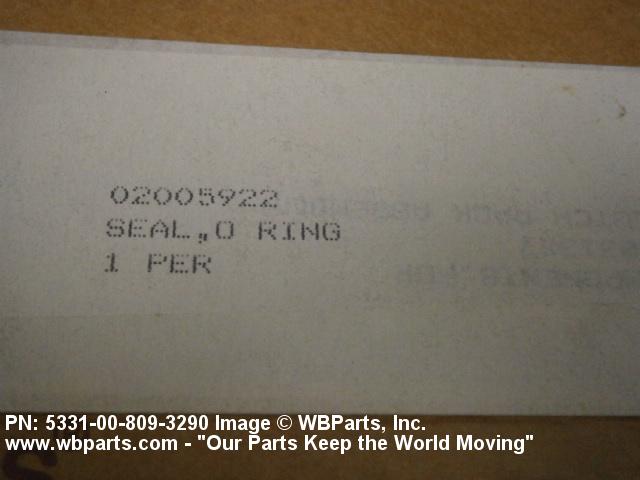 02005922
SEAL,O RING
1 PER
PN: 5331-00-809-3290 Image © WBParts, Inc.
www.wbparts.com - "Our Parts Keep the World Moving"